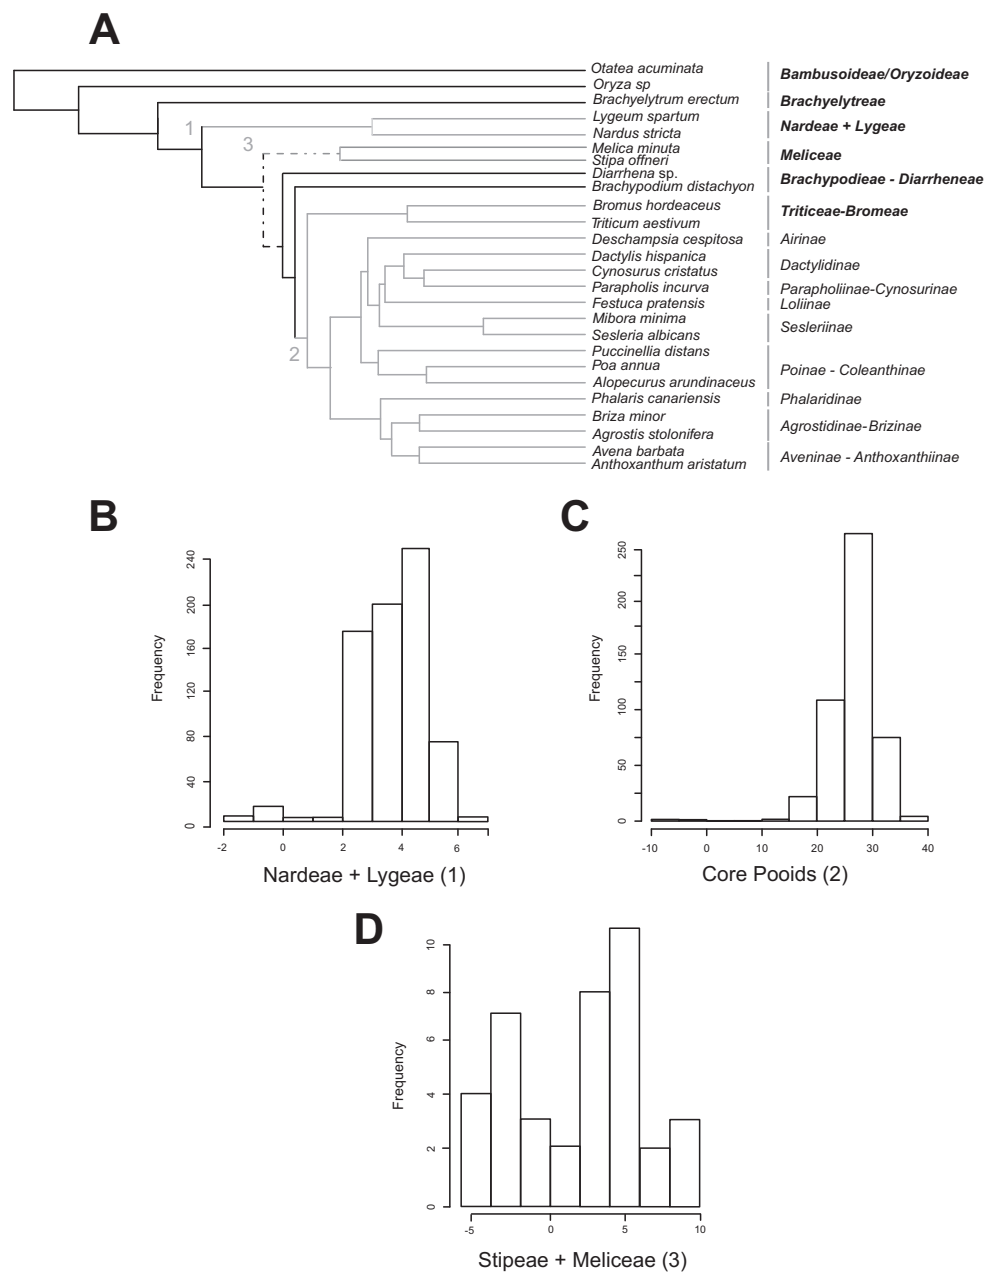 A
Otatea acuminata
Oryza sp
Bambusoideae/Oryzoideae
Brachyelytrum erectum
Brachyelytreae
Lygeum spartum
1
Nardeae + Lygeae
Nardus stricta
3
Melica minuta
Meliceae
Stipa offneri
Diarrhena sp.
Brachypodieae - Diarrheneae
Brachypodium distachyon
Bromus hordeaceus
Triticeae-Bromeae
Triticum aestivum
Deschampsia cespitosa
Airinae
Dactylis hispanica
Dactylidinae
Cynosurus cristatus
Parapholis incurva
Parapholiinae-Cynosurinae
Festuca pratensis
Loliinae
Mibora minima
Sesleriinae
Sesleria albicans
2
Puccinellia distans
Poa annua
Poinae - Coleanthinae
Alopecurus arundinaceus
Phalaris canariensis
Phalaridinae
Briza minor
Agrostidinae-Brizinae
Agrostis stolonifera
Avena barbata
Aveninae - Anthoxanthiinae
Anthoxanthum aristatum
B
Frequency
240
200
160
120
80
40
0
-2 0 2 4 6
Nardeae + Lygeae (1)
C
Frequency
250
200
150
100
50
0
-10 0 10 20 30 40
Core Pooids (2)
D
Frequency
10
8
6
4
2
0
-5 0 5 10
Stipeae + Meliceae (3)